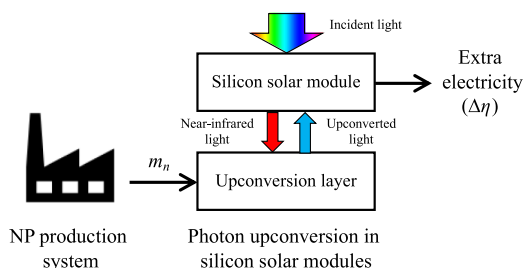 Incident light
Silicon solar module
Extra
electricity
(Δη)
Near-infrared
light
Upconverted
light
mₙ
Upconversion layer
NP production
system
Photon upconversion in
silicon solar modules